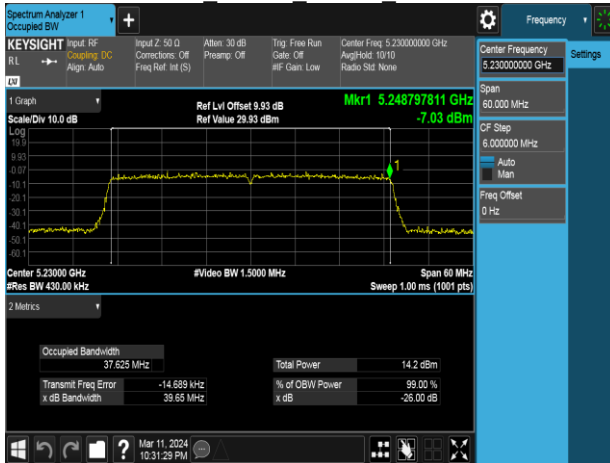 Spectrum Analyzer 1
Occupied BW
Frequency
KEYSIGHT
RL
LXI
Input: RF
Coupling: DC
Align: Auto
Input Z: 50 Ω
Corrections: Off
Freq Ref: Int (S)
Atten: 30 dB
Preamp: Off
Trig: Free Run
Gate: Off
#IF Gain: Low
Center Freq: 5.230000000 GHz
Avg|Hold: 10/10
Radio Std: None
Center Frequency
5.230000000 GHz
Settings
Span
60.000 MHz
CF Step
6.000000 MHz
Auto
Man
Freq Offset
0 Hz
1 Graph
Scale/Div 10.0 dB
Ref Lvl Offset 9.93 dB
Ref Value 29.93 dBm
Mkr1 5.248797811 GHz
-7.03 dBm
Log
19.9
9.93
-0.07
-10.1
-20.1
-30.1
-40.1
-50.1
-60.1
1
Center 5.23000 GHz
#Video BW 1.5000 MHz
Span 60 MHz
#Res BW 430.00 kHz
Sweep 1.00 ms (1001 pts)
2 Metrics
Occupied Bandwidth
37.625 MHz
Total Power 14.2 dBm
Transmit Freq Error -14.689 kHz
% of OBW Power 99.00 %
x dB Bandwidth 39.65 MHz
x dB -26.00 dB
?
Mar 11, 2024
10:31:29 PM